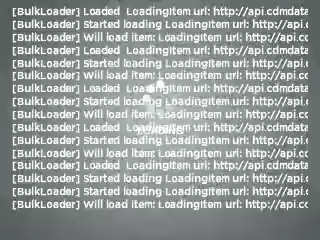 [BulkLoader] Loaded  LoadingItem url: http://api.cdmdata
[BulkLoader] Started loading LoadingItem url: http://api.c
[BulkLoader] Will load item: LoadingItem url: http://api.c
[BulkLoader] Loaded  LoadingItem url: http://api.cdmdata
[BulkLoader] Started loading LoadingItem url: http://api.c
[BulkLoader] Will load item: LoadingItem url: http://api.c
[BulkLoader] Loaded  LoadingItem url: http://api.cdmdata
[BulkLoader] Started loading LoadingItem url: http://api.c
[BulkLoader] Will load item: LoadingItem url: http://api.c
[BulkLoader] Loaded  LoadingItem url: http://api.cdmdata
Loading
[BulkLoader] Started loading LoadingItem url: http://api.c
[BulkLoader] Will load item: LoadingItem url: http://api.c
[BulkLoader] Loaded  LoadingItem url: http://api.cdmdata
[BulkLoader] Started loading LoadingItem url: http://api.c
[BulkLoader] Started loading LoadingItem url: http://api.c
[BulkLoader] Will load item: LoadingItem url: http://api.c